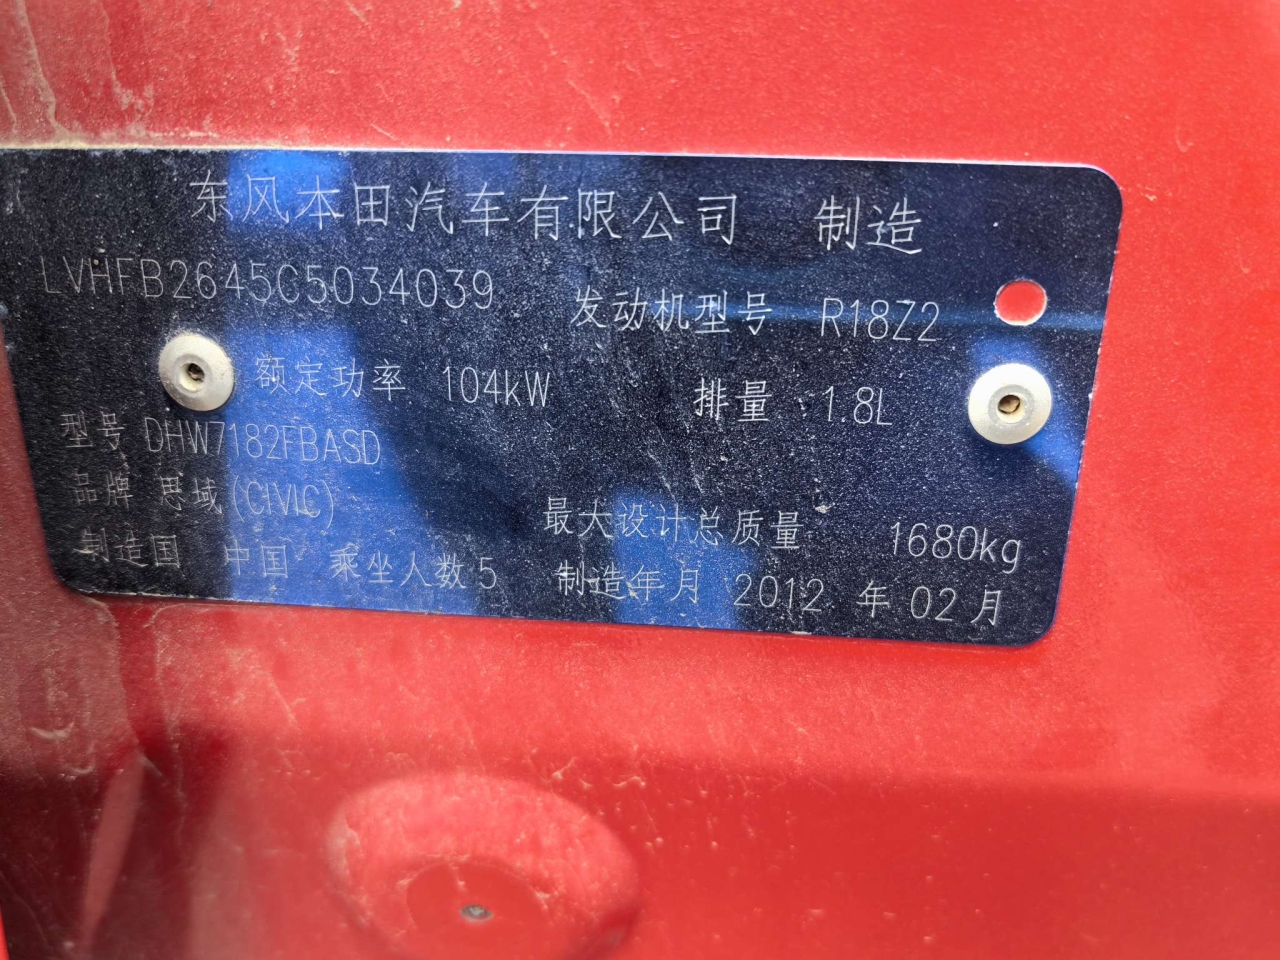 东风本田汽车有限公司 制造
LVHFB2645C5034039 发动机型号 R18Z2
额定功率 104kW 排量 1.8L
型号 DHW7182FBASD
品牌 思域(CIVIC) 最大设计总质量 1680kg
制造国 中国 乘坐人数 5 制造年月 2012 年 02 月